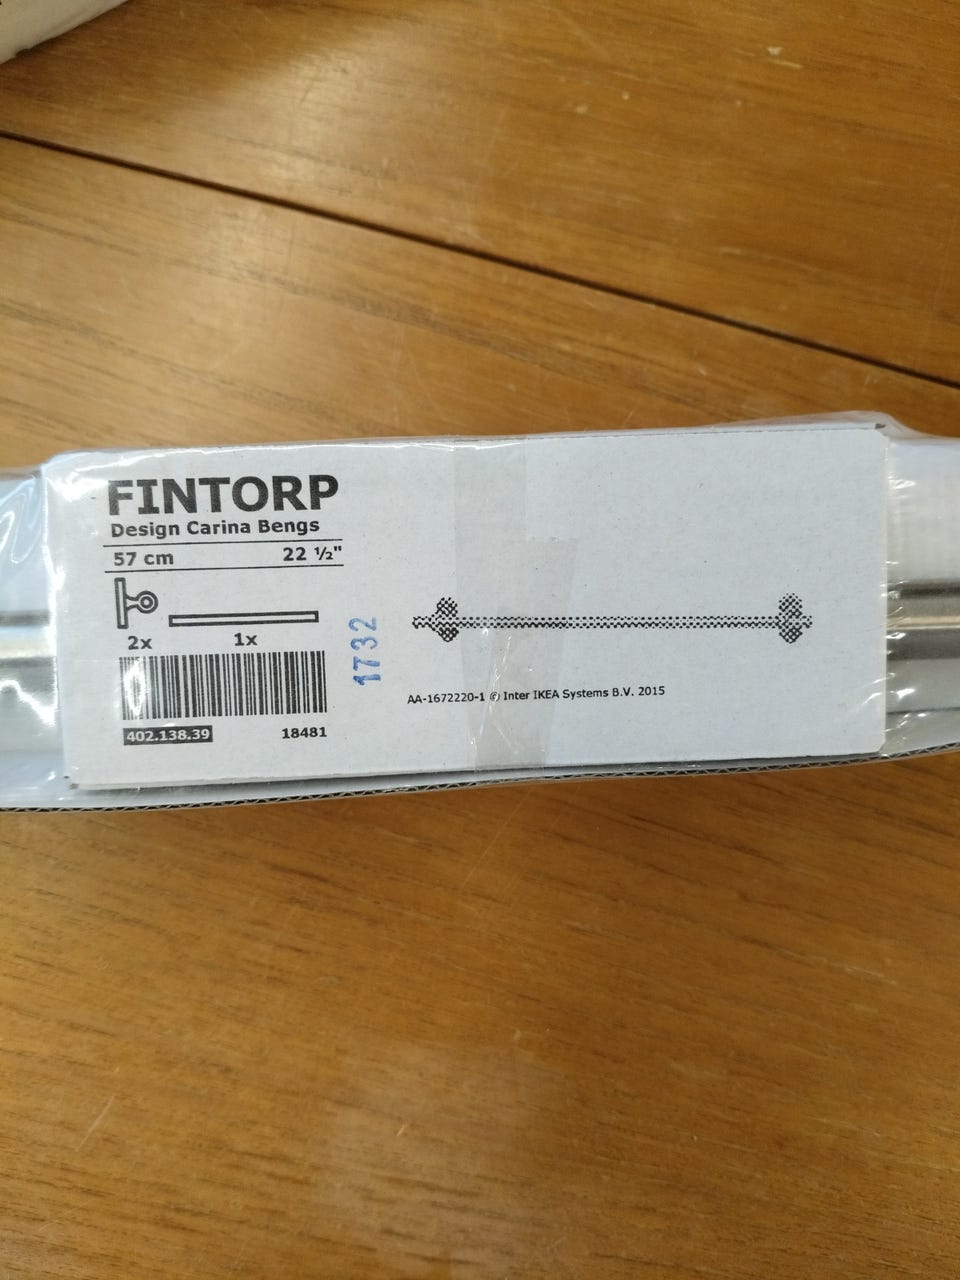 FINTORP
Design Carina Bengs
57 cm 22 ½"
2x 1x
402.138.39 18481
1732
AA-1672220-1 © Inter IKEA Systems B.V. 2015